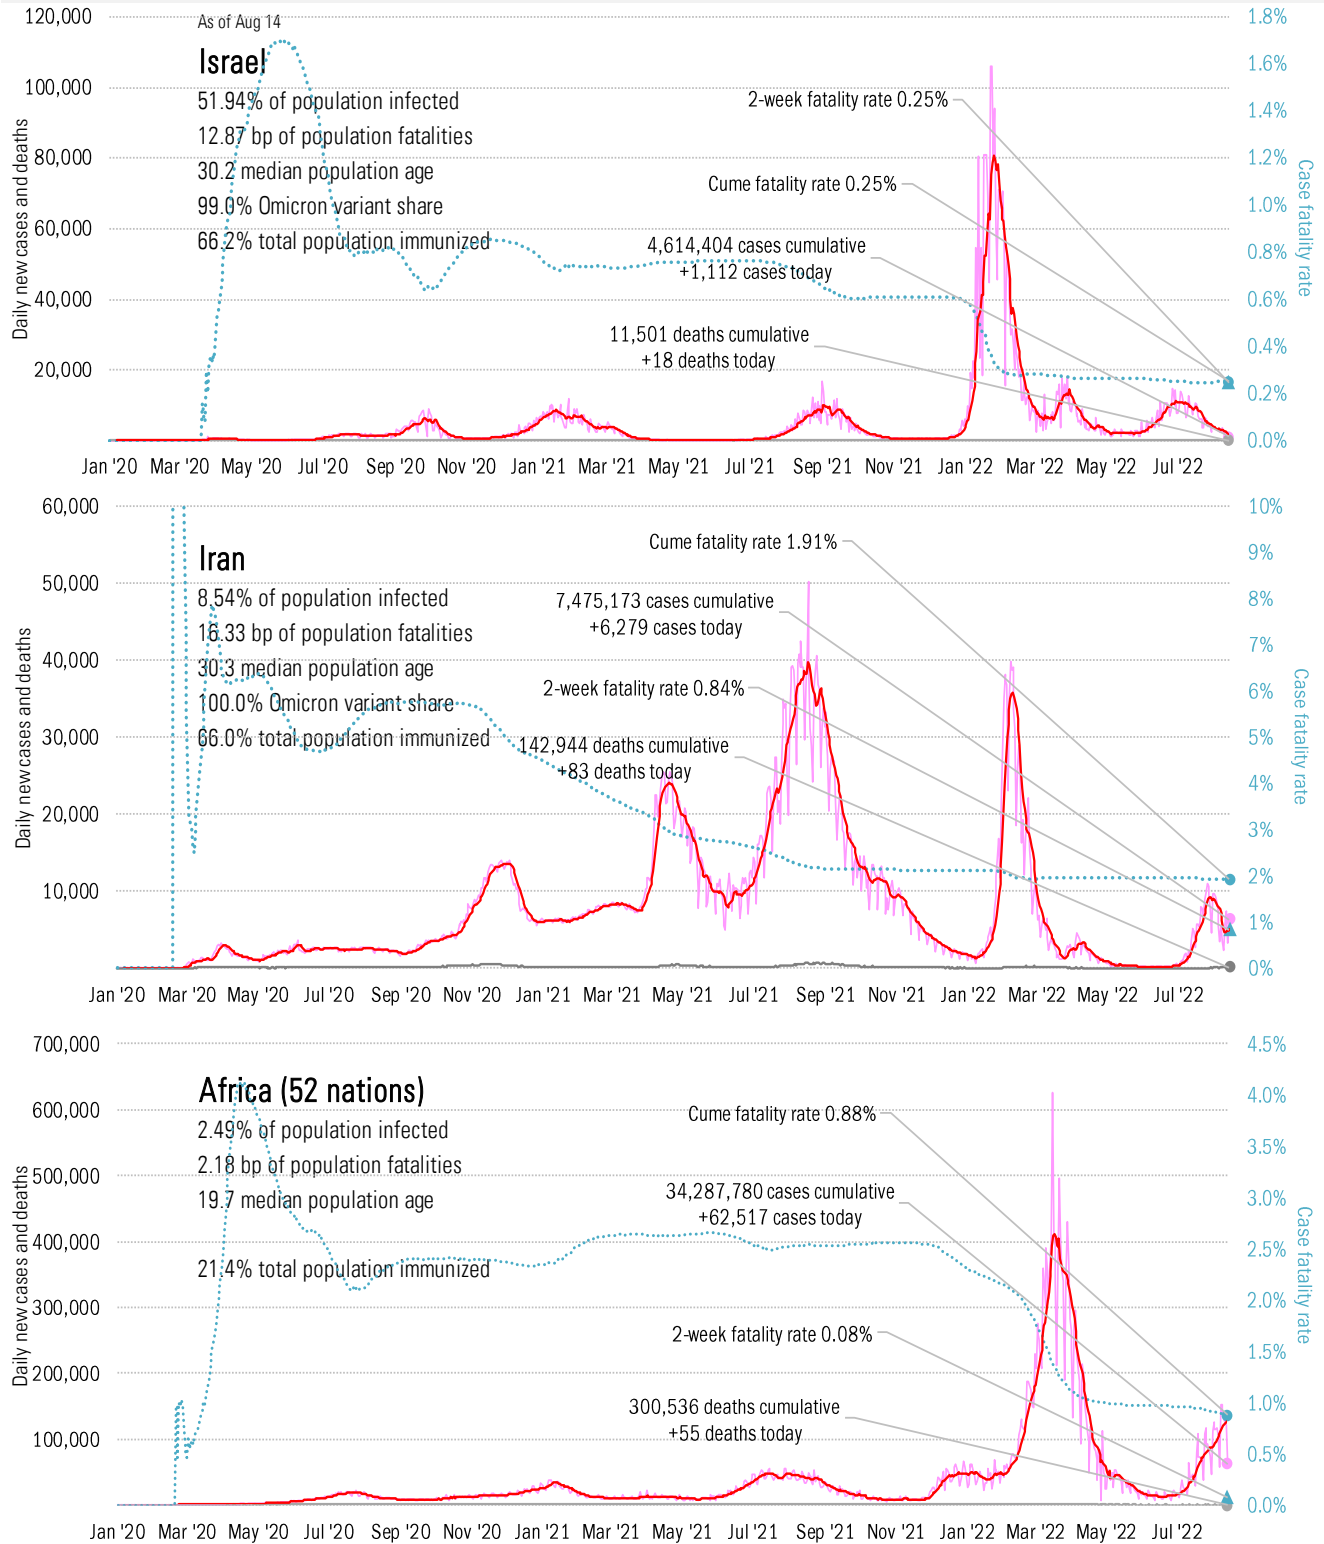 As of Aug 14
Israel
51.94% of population infected
12.87 bp of population fatalities
30.2 median population age
99.0% Omicron variant share
66.2% total population immunized
2-week fatality rate 0.25%
Cume fatality rate 0.25%
4,614,404 cases cumulative
+1,112 cases today
11,501 deaths cumulative
+18 deaths today
Daily new cases and deaths
120,000
100,000
80,000
60,000
40,000
20,000
Case fatality rate
1.8%
1.6%
1.4%
1.2%
1.0%
0.8%
0.6%
0.4%
0.2%
0.0%
Jan '20 Mar '20 May '20 Jul '20 Sep '20 Nov '20 Jan '21 Mar '21 May '21 Jul '21 Sep '21 Nov '21 Jan '22 Mar '22 May '22 Jul '22
Iran
8.54% of population infected
16.33 bp of population fatalities
30.3 median population age
100.0% Omicron variant share
66.0% total population immunized
Cume fatality rate 1.91%
7,475,173 cases cumulative
+6,279 cases today
2-week fatality rate 0.84%
142,944 deaths cumulative
+83 deaths today
Daily new cases and deaths
60,000
50,000
40,000
30,000
20,000
10,000
Case fatality rate
10%
9%
8%
7%
6%
5%
4%
3%
2%
1%
0%
Jan '20 Mar '20 May '20 Jul '20 Sep '20 Nov '20 Jan '21 Mar '21 May '21 Jul '21 Sep '21 Nov '21 Jan '22 Mar '22 May '22 Jul '22
Africa (52 nations)
2.49% of population infected
2.18 bp of population fatalities
19.7 median population age
21.4% total population immunized
Cume fatality rate 0.88%
34,287,780 cases cumulative
+62,517 cases today
2-week fatality rate 0.08%
300,536 deaths cumulative
+55 deaths today
Daily new cases and deaths
700,000
600,000
500,000
400,000
300,000
200,000
100,000
Case fatality rate
4.5%
4.0%
3.5%
3.0%
2.5%
2.0%
1.5%
1.0%
0.5%
0.0%
Jan '20 Mar '20 May '20 Jul '20 Sep '20 Nov '20 Jan '21 Mar '21 May '21 Jul '21 Sep '21 Nov '21 Jan '22 Mar '22 May '22 Jul '22